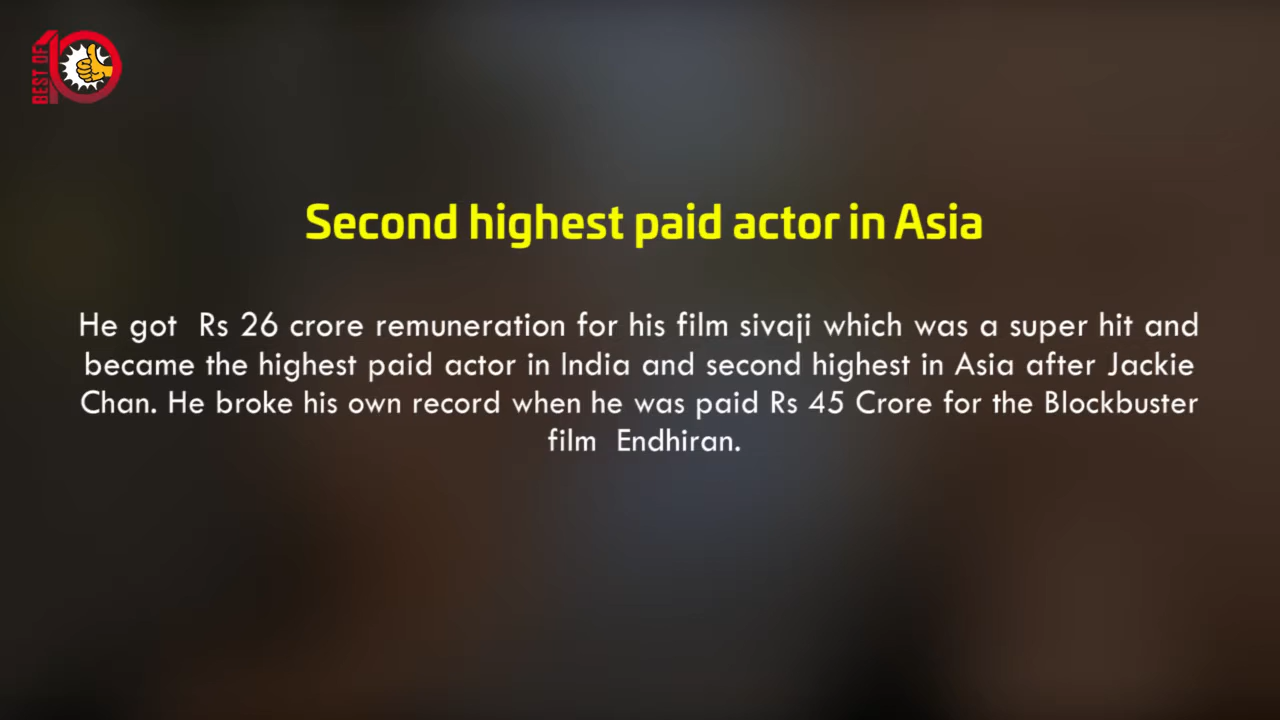 BEST OF 10
Second highest paid actor in Asia
He got Rs 26 crore remuneration for his film sivaji which was a super hit and
became the highest paid actor in India and second highest in Asia after Jackie
Chan. He broke his own record when he was paid Rs 45 Crore for the Blockbuster
film Endhiran.